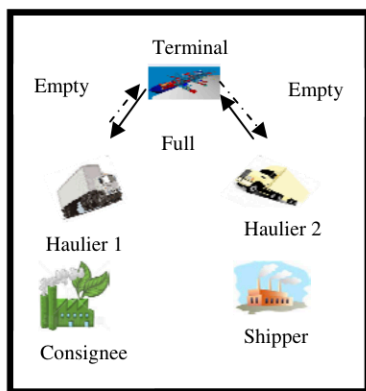 Terminal
Empty
Empty
Full
Haulier 1
Haulier 2
Consignee
Shipper